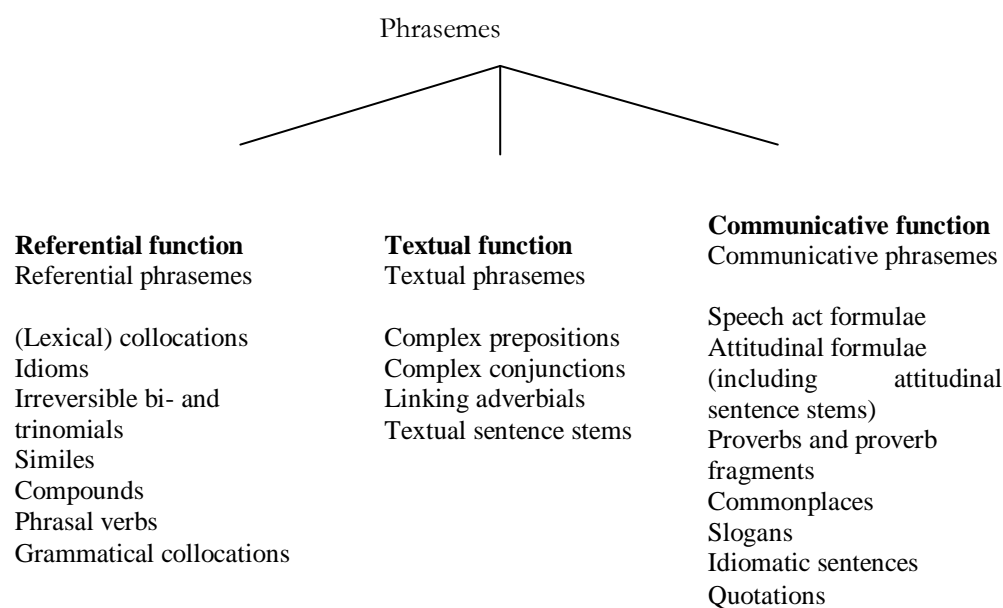 Phrasemes
Referential function
Referential phrasemes
(Lexical) collocations
Idioms
Irreversible bi- and
trinomials
Similes
Compounds
Phrasal verbs
Grammatical collocations
Textual function
Textual phrasemes
Complex prepositions
Complex conjunctions
Linking adverbials
Textual sentence stems
Communicative function
Communicative phrasemes
Speech act formulae
Attitudinal formulae
(including attitudinal
sentence stems)
Proverbs and proverb
fragments
Commonplaces
Slogans
Idiomatic sentences
Quotations